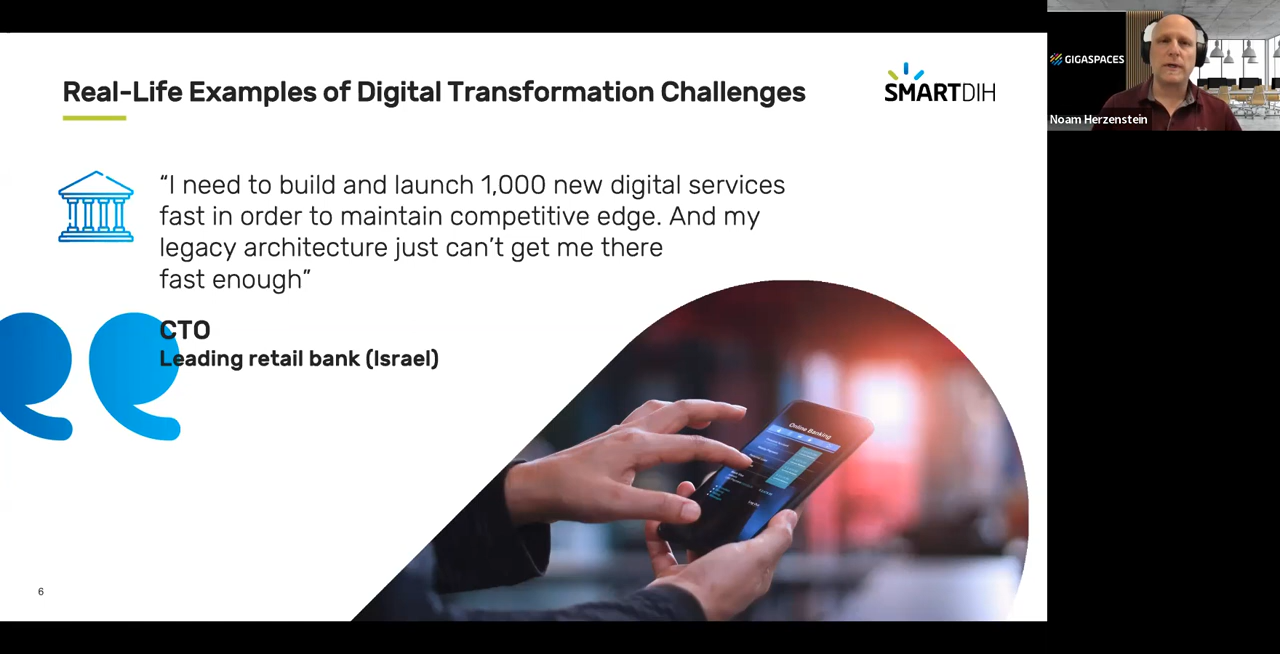 Real-Life Examples of Digital Transformation Challenges
SMARTDIH
GIGASPACES
Noam Herzenstein
“I need to build and launch 1,000 new digital services
fast in order to maintain competitive edge. And my
legacy architecture just can’t get me there
fast enough”
CTO
Leading retail bank (Israel)
Online Banking
6